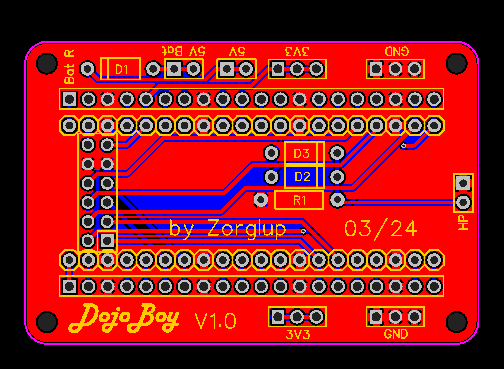 Bat R
D1
5V Bat
5V
3V3
GND
D3
D2
R1
HP
by Zorglup
03/24
DojoBoy V1.0
3V3
GND